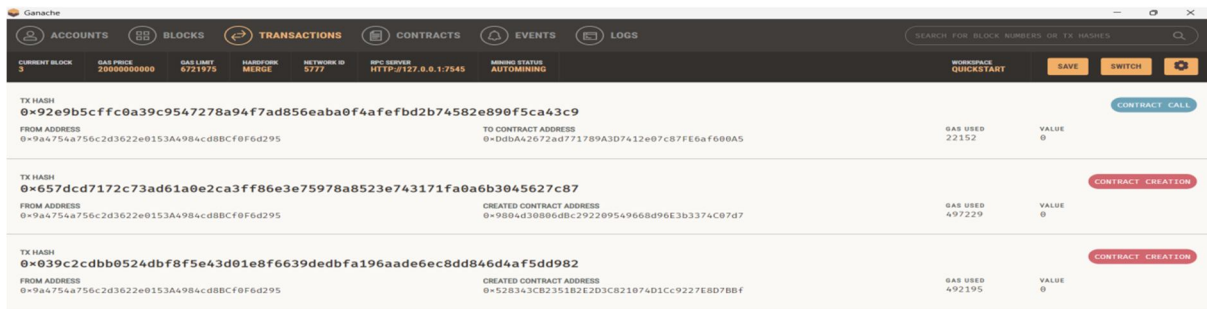 Ganache
ACCOUNTS BLOCKS TRANSACTIONS CONTRACTS EVENTS LOGS SEARCH FOR BLOCK NUMBERS OR TX HASHES
CURRENT BLOCK GAS PRICE GAS LIMIT HARDFORK NETWORK ID RPC SERVER MINING STATUS WORKSPACE
3 20000000000 6721975 MERGE 5777 HTTP://127.0.0.1:7545 AUTOMINING QUICKSTART SAVE SWITCH
TX HASH
0×92e9b5cffc0a39c9547278a94f7ad856eaba0f4afefbd2b74582e890f5ca43c9 CONTRACT CALL
FROM ADDRESS TO CONTRACT ADDRESS GAS USED VALUE
0×9a4754a756c2d3622e0153A4984cd8BCf0F6d295 0×DdbA42672ad771789A3D7412e07c87FE6af600A5 22152 0
TX HASH
0×657dcd7172c73ad61a0e2ca3ff86e3e75978a8523e743171fa0a6b3045627c87 CONTRACT CREATION
FROM ADDRESS CREATED CONTRACT ADDRESS GAS USED VALUE
0×9a4754a756c2d3622e0153A4984cd8BCf0F6d295 0×9804d30806dBc292209549668d96E3b3374C07d7 497229 0
TX HASH
0×039c2cdbb0524dbf8f5e43d01e8f6639dedbfa196aade6ec8dd846d4af5dd982 CONTRACT CREATION
FROM ADDRESS CREATED CONTRACT ADDRESS GAS USED VALUE
0×9a4754a756c2d3622e0153A4984cd8BCf0F6d295 0×528343CB2351B2E2D3C821074D1Cc9227E8D7BBf 492195 0